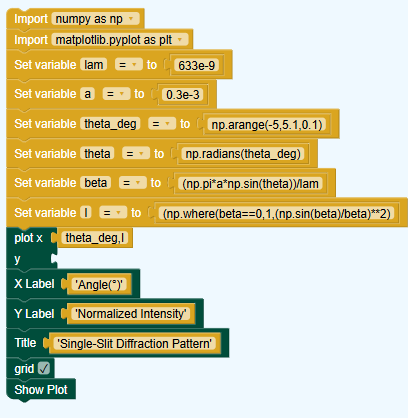 Import numpy as np
Import matplotlib.pyplot as plt
Set variable lam = to 633e-9
Set variable a = to 0.3e-3
Set variable theta_deg = to np.arange(-5,5.1,0.1)
Set variable theta = to np.radians(theta_deg)
Set variable beta = to (np.pi*a*np.sin(theta))/lam
Set variable I = to (np.where(beta==0,1,(np.sin(beta)/beta)**2)
plot x theta_deg,I
y
X Label 'Angle(°)'
Y Label 'Normalized Intensity'
Title 'Single-Slit Diffraction Pattern'
grid
Show Plot